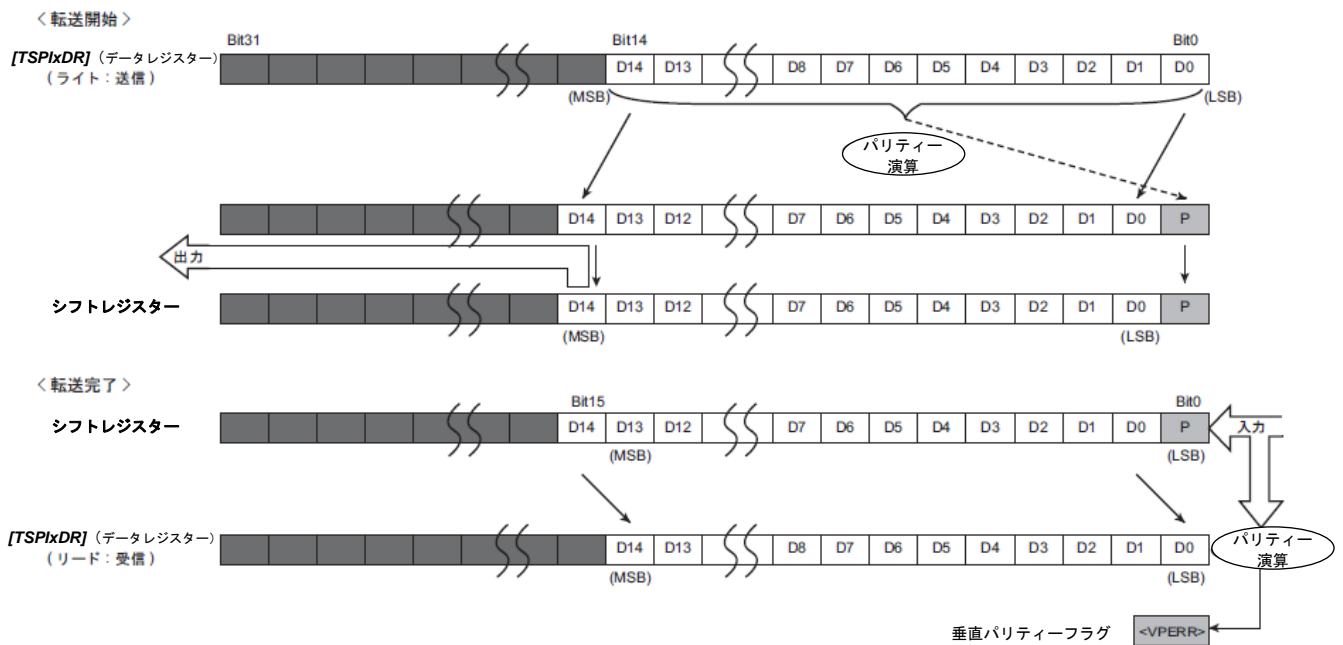 <転送開始>
Bit31 Bit14 Bit0
[TSPIxDR] (データレジスター)
(ライト:送信)
D14 D13 D8 D7 D6 D5 D4 D3 D2 D1 D0
(MSB) (LSB)
パリティー
演算
D14 D13 D12 D7 D6 D5 D4 D3 D2 D1 D0 P
出力
シフトレジスター D14 D13 D12 D7 D6 D5 D4 D3 D2 D1 D0 P
(MSB) (LSB)
<転送完了>
Bit15 Bit0
シフトレジスター D14 D13 D12 D7 D6 D5 D4 D3 D2 D1 D0 P 入力
(MSB) (LSB)
[TSPIxDR] (データレジスター)
(リード:受信)
D14 D13 D8 D7 D6 D5 D4 D3 D2 D1 D0
(MSB) (LSB)
パリティー
演算
垂直パリティーフラグ <VPERR>